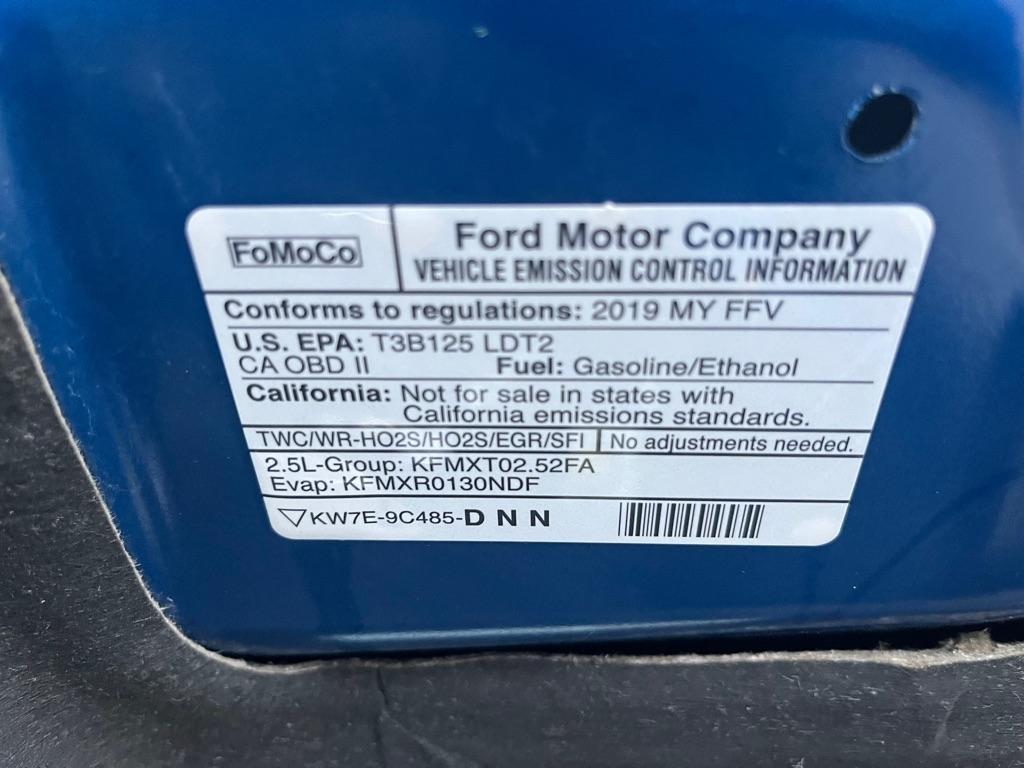 FoMoCo
Ford Motor Company
VEHICLE EMISSION CONTROL INFORMATION
Conforms to regulations: 2019 MY FFV
U.S. EPA: T3B125 LDT2
CA OBD II Fuel: Gasoline/Ethanol
California: Not for sale in states with
California emissions standards.
TWC/WR-HO2S/HO2S/EGR/SFI No adjustments needed.
2.5L-Group: KFMXT02.52FA
Evap: KFMXR0130NDF
KW7E-9C485-D N N